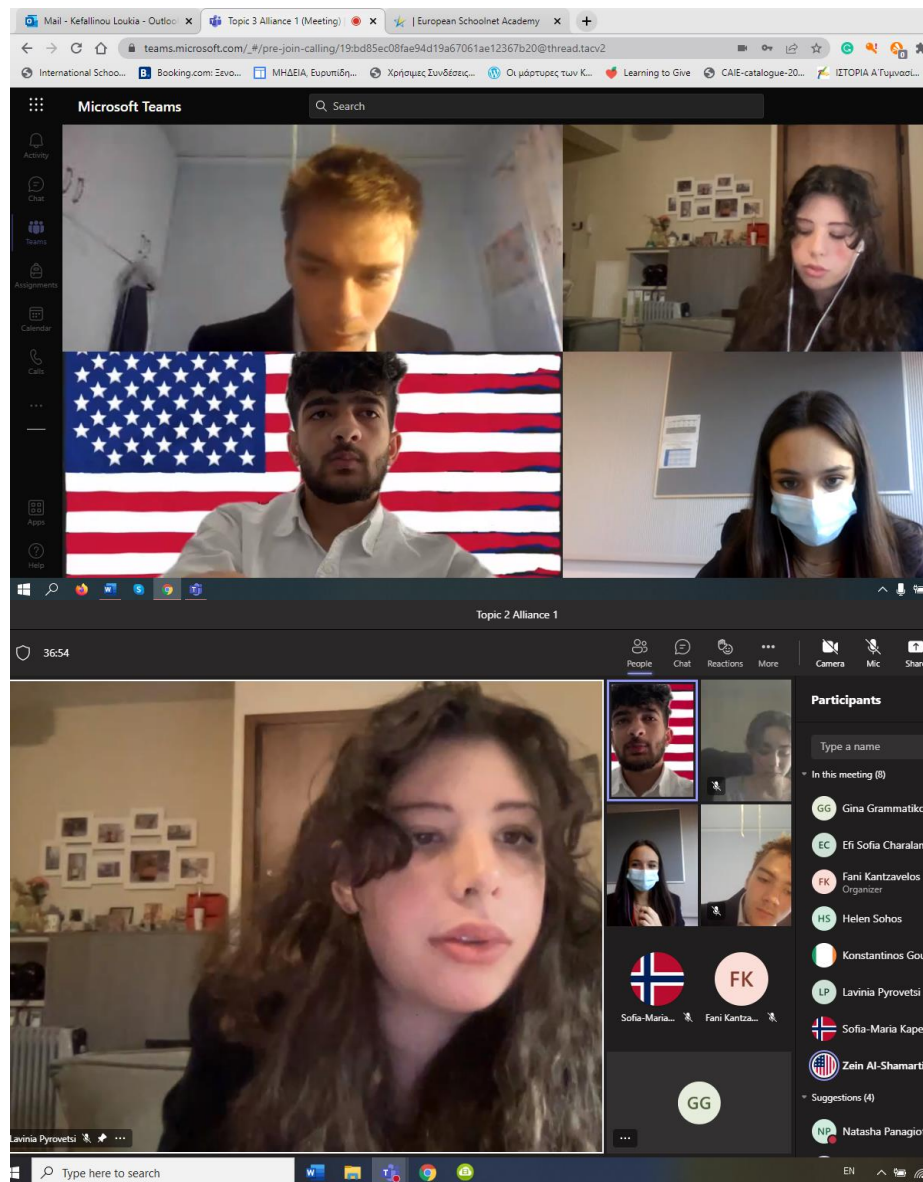 Mail - Kefallinou Loukia - Outloo
Topic 3 Alliance 1 (Meeting)
| European Schoolnet Academy
teams.microsoft.com/_#/pre-join-calling/19:bd85ec08fae94d19a67061ae12367b20@thread.tacv2
International Schoo...
Booking.com: Ξενο...
ΜΗΔΕΙΑ, Ευριπίδη...
Χρήσιμες Συνδέσεις...
Οι μάρτυρες των Κ...
Learning to Give
CAIE-catalogue-20...
ΙΣΤΟΡΙΑ Α΄Γυμνασί...
Microsoft Teams
Search
Activity
Chat
Teams
Assignments
Calendar
Calls
Apps
Help
Topic 2 Alliance 1
36:54
People
Chat
Reactions
More
Camera
Mic
Share
Participants
Type a name
In this meeting (8)
GG Gina Grammatiko
EC Efi Sofia Charalan
FK Fani Kantzavelos
Organizer
HS Helen Sohos
Konstantinos Gou
LP Lavinia Pyrovetsi
Sofia-Maria Kape
Zein Al-Shamarti
Suggestions (4)
NP Natasha Panagio
FK
Sofia-Maria...
Fani Kantza...
GG
Lavinia Pyrovetsi
Type here to search
EN